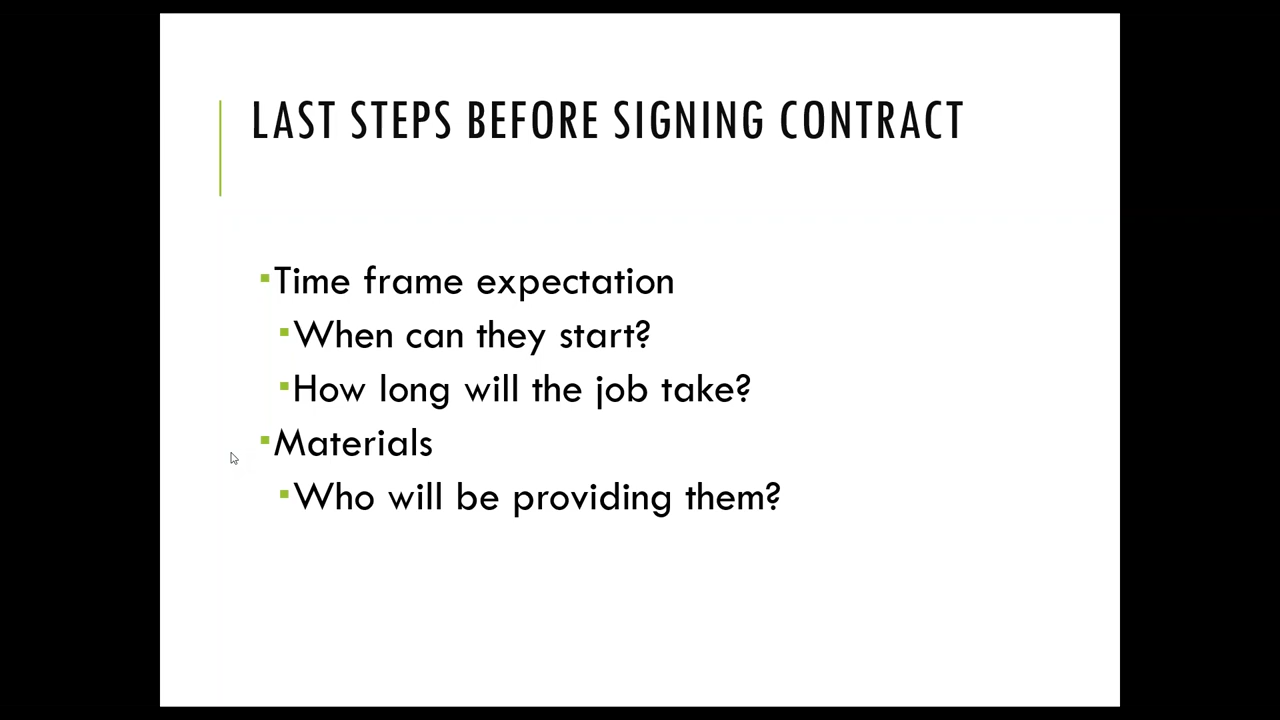 LAST STEPS BEFORE SIGNING CONTRACT
▪Time frame expectation
▪When can they start?
▪How long will the job take?
▪Materials
▪Who will be providing them?